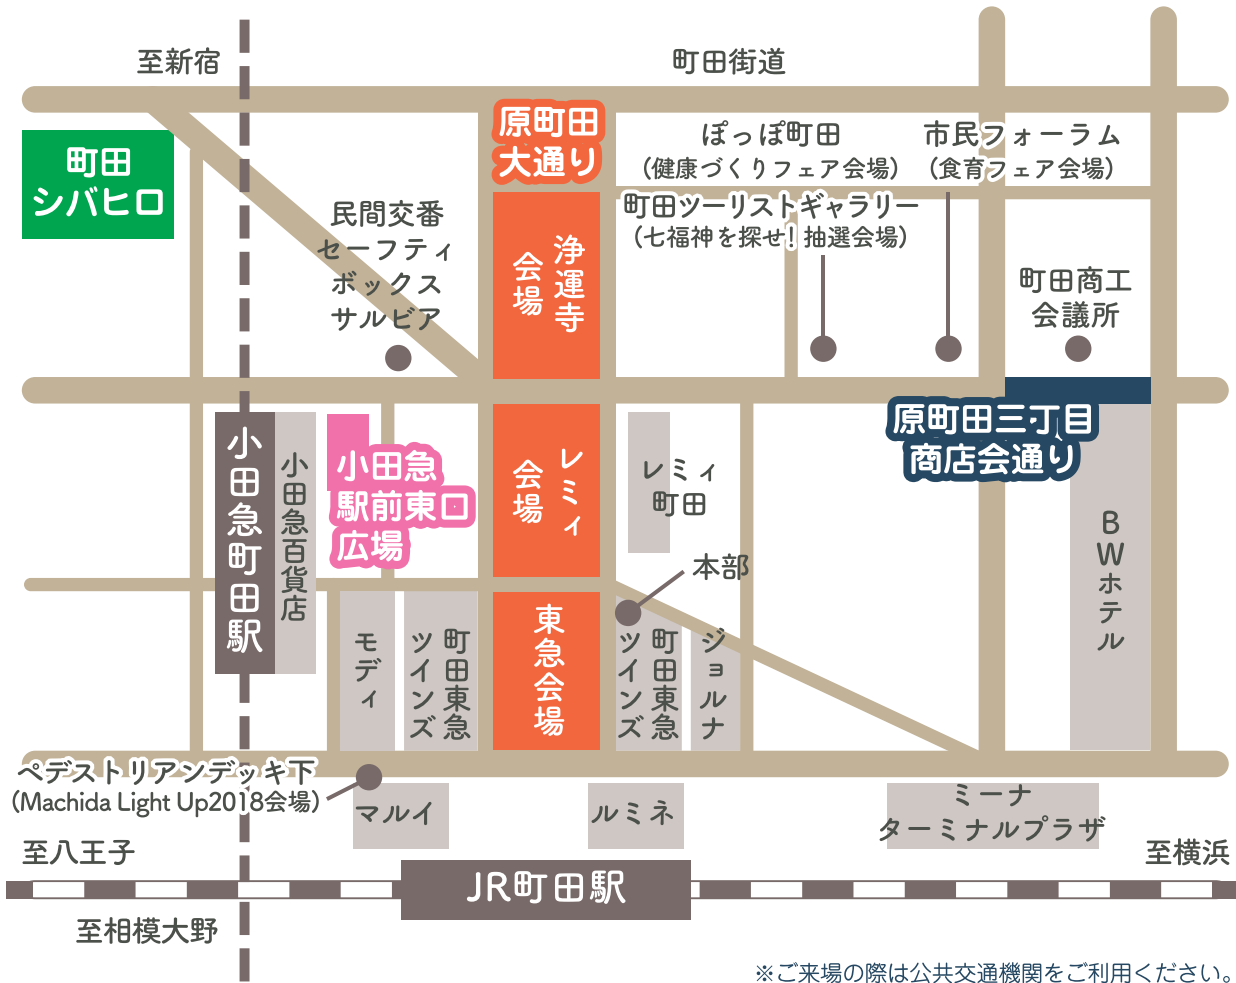 至新宿
町田街道
町田
シバヒロ
原町田
大通り
ぽっぽ町田
（健康づくりフェア会場）
市民フォーラム
（食育フェア会場）
町田ツーリストギャラリー
（七福神を探せ！抽選会場）
民間交番
セーフティ
ボックス
サルビア
浄運寺
会場
町田商工
会議所
原町田三丁目
商店会通り
小田急町田駅
小田急百貨店
小田急
駅前東口
広場
レミィ
会場
レミィ
町田
本部
BWホテル
モディ
町田東急
ツインズ
東急会場
町田東急
ツインズ
ジョルナ
ペデストリアンデッキ下
（Machida Light Up2018会場）
マルイ
ルミネ
ミーナ
ターミナルプラザ
至八王子
至横浜
JR町田駅
至相模大野
※ご来場の際は公共交通機関をご利用ください。